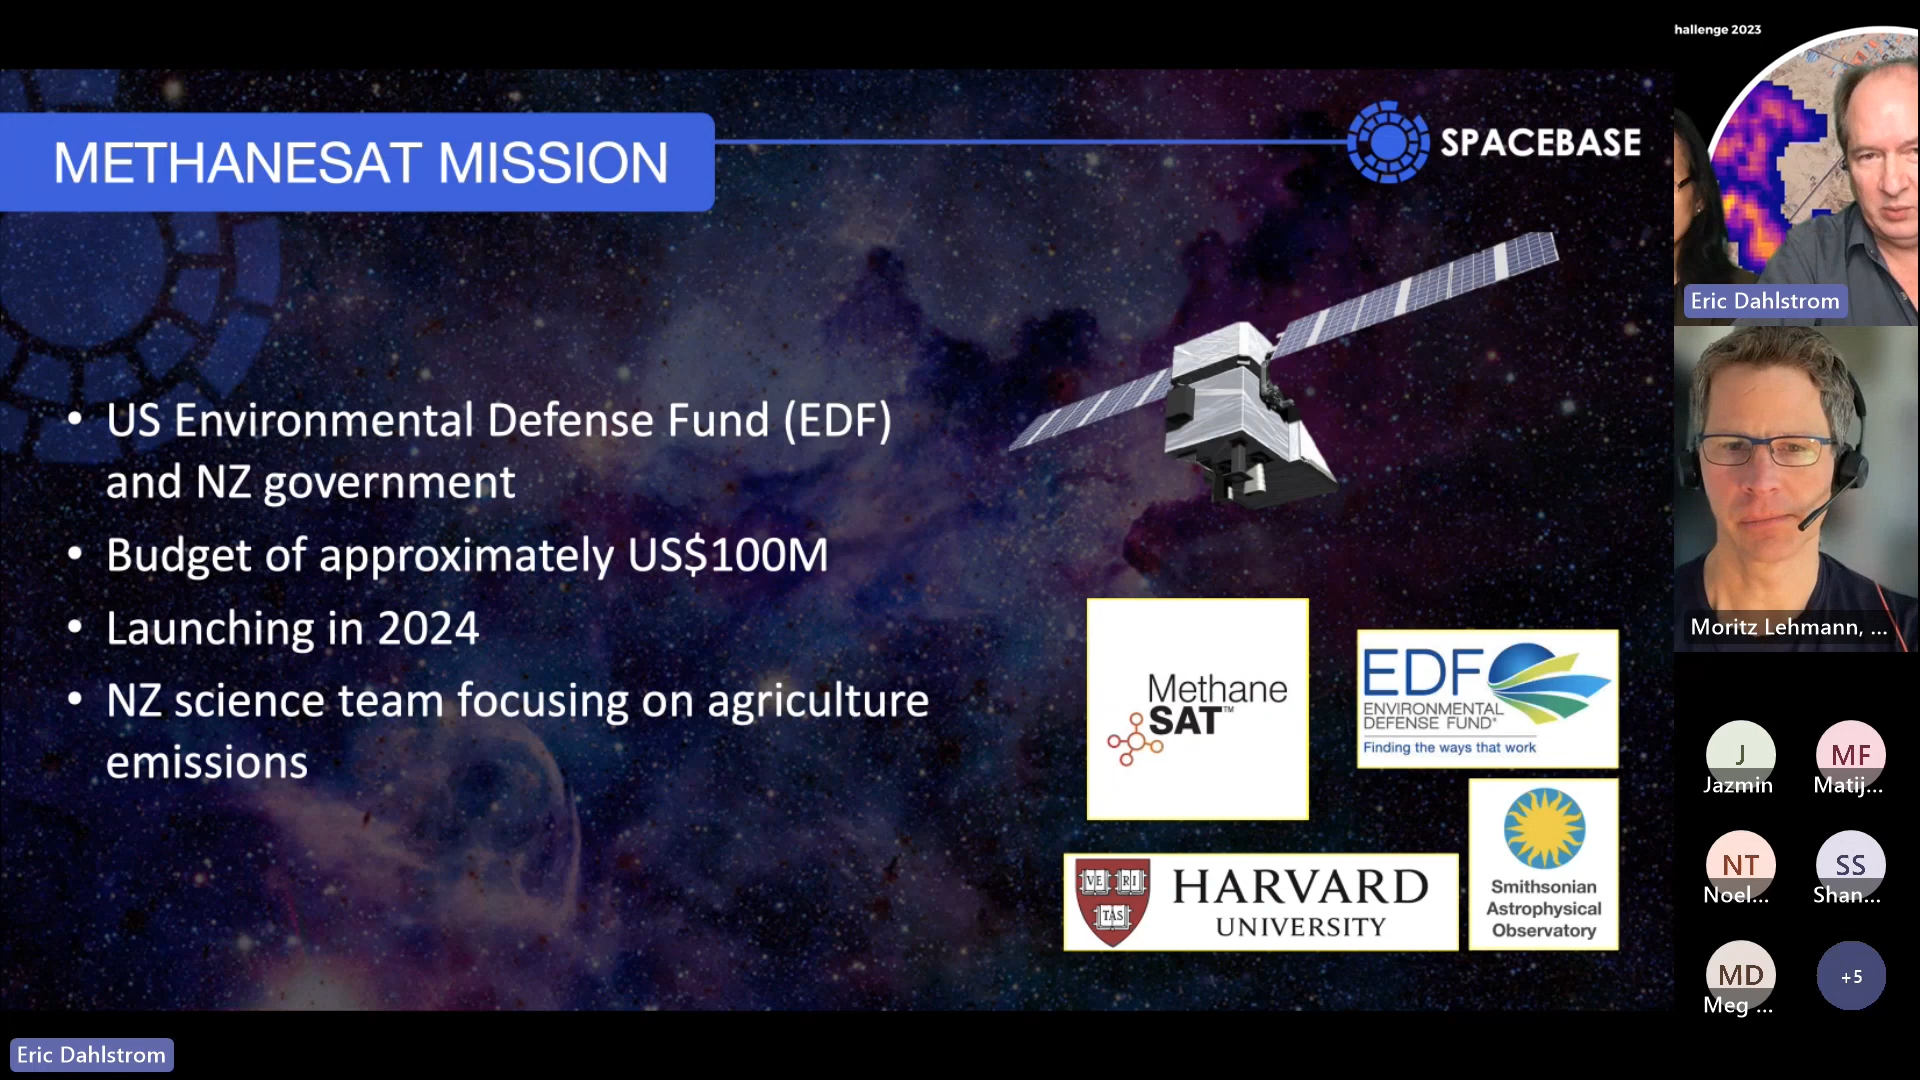 hallenge 2023
METHANESAT MISSION
SPACEBASE
• US Environmental Defense Fund (EDF)
and NZ government
• Budget of approximately US$100M
• Launching in 2024
• NZ science team focusing on agriculture
emissions
Methane
SAT™
EDF
ENVIRONMENTAL
DEFENSE FUND®
Finding the ways that work
VE RI
TAS
HARVARD
UNIVERSITY
Smithsonian
Astrophysical
Observatory
Eric Dahlstrom
Moritz Lehmann, ...
J
Jazmin
MF
Matij...
NT
Noel...
SS
Shan...
MD
Meg ...
+5
Eric Dahlstrom